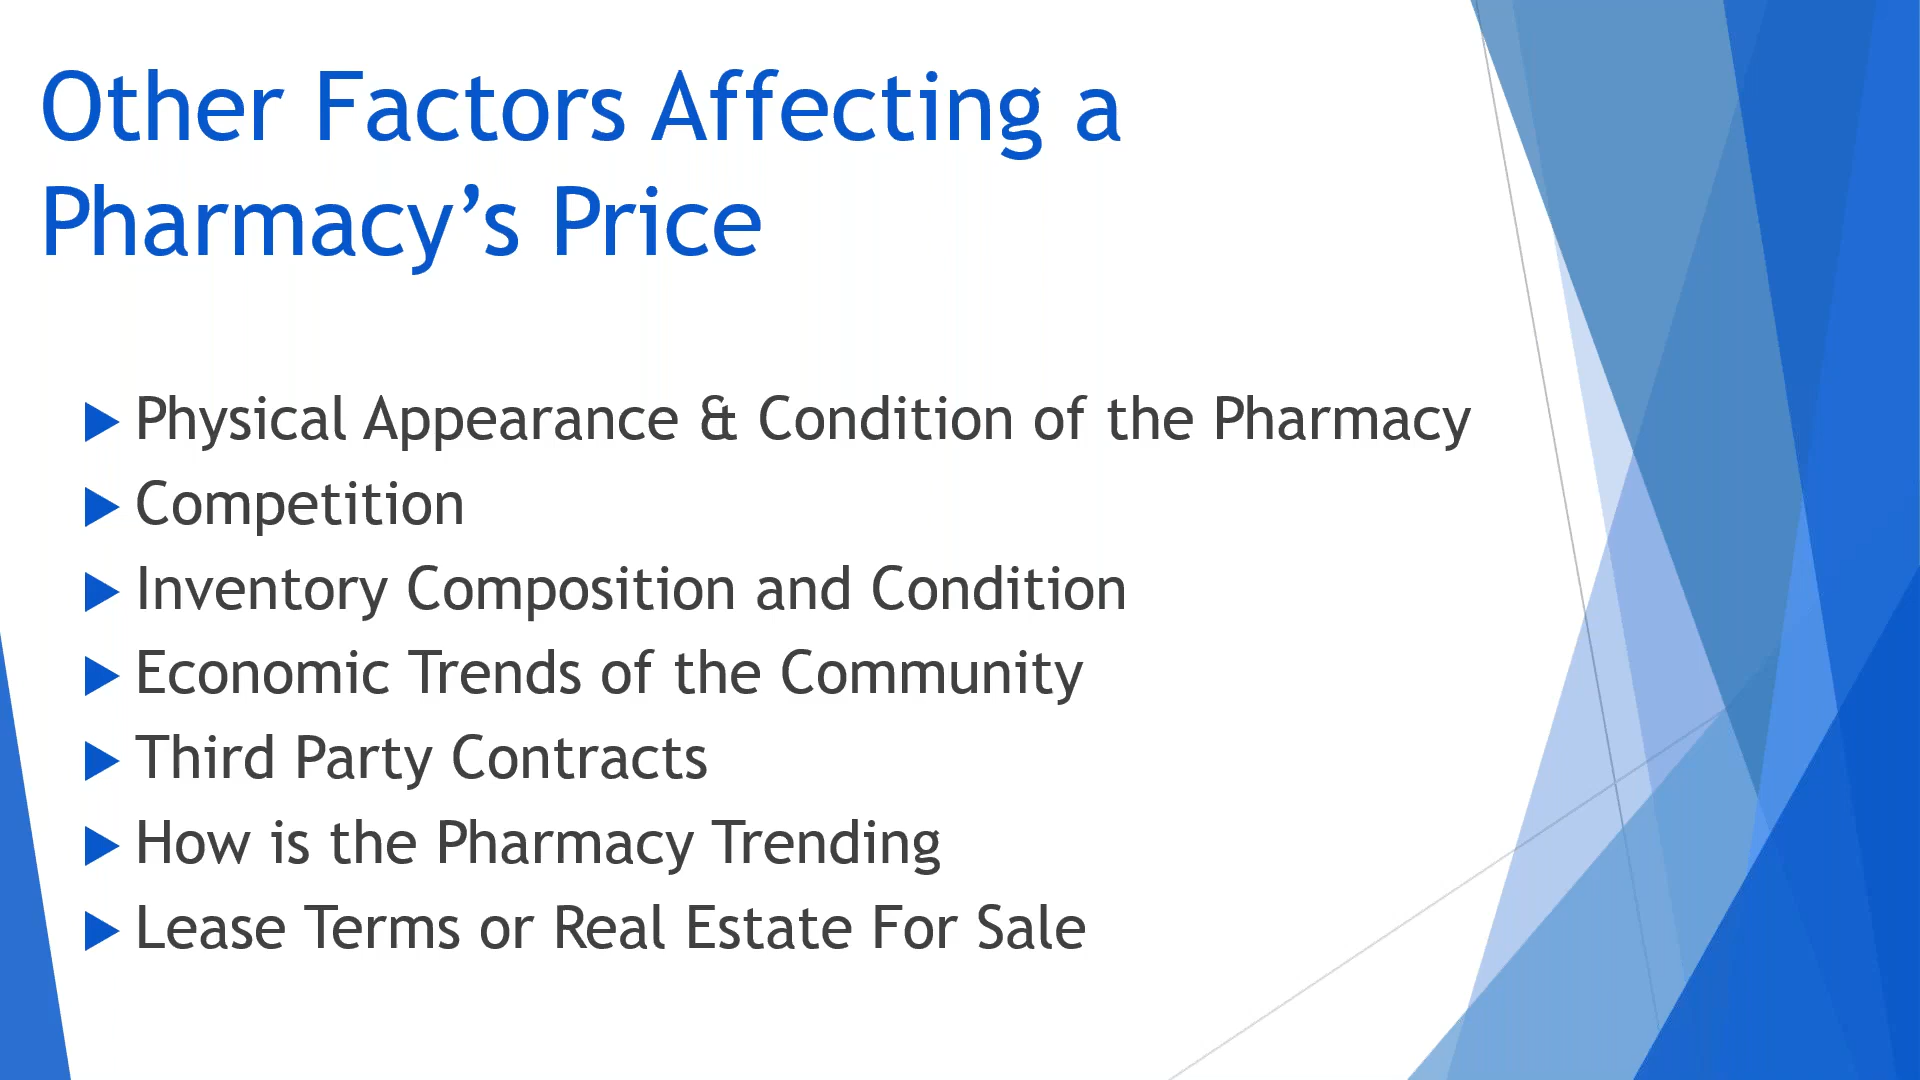 Other Factors Affecting a
Pharmacy’s Price
Physical Appearance & Condition of the Pharmacy
Competition
Inventory Composition and Condition
Economic Trends of the Community
Third Party Contracts
How is the Pharmacy Trending
Lease Terms or Real Estate For Sale